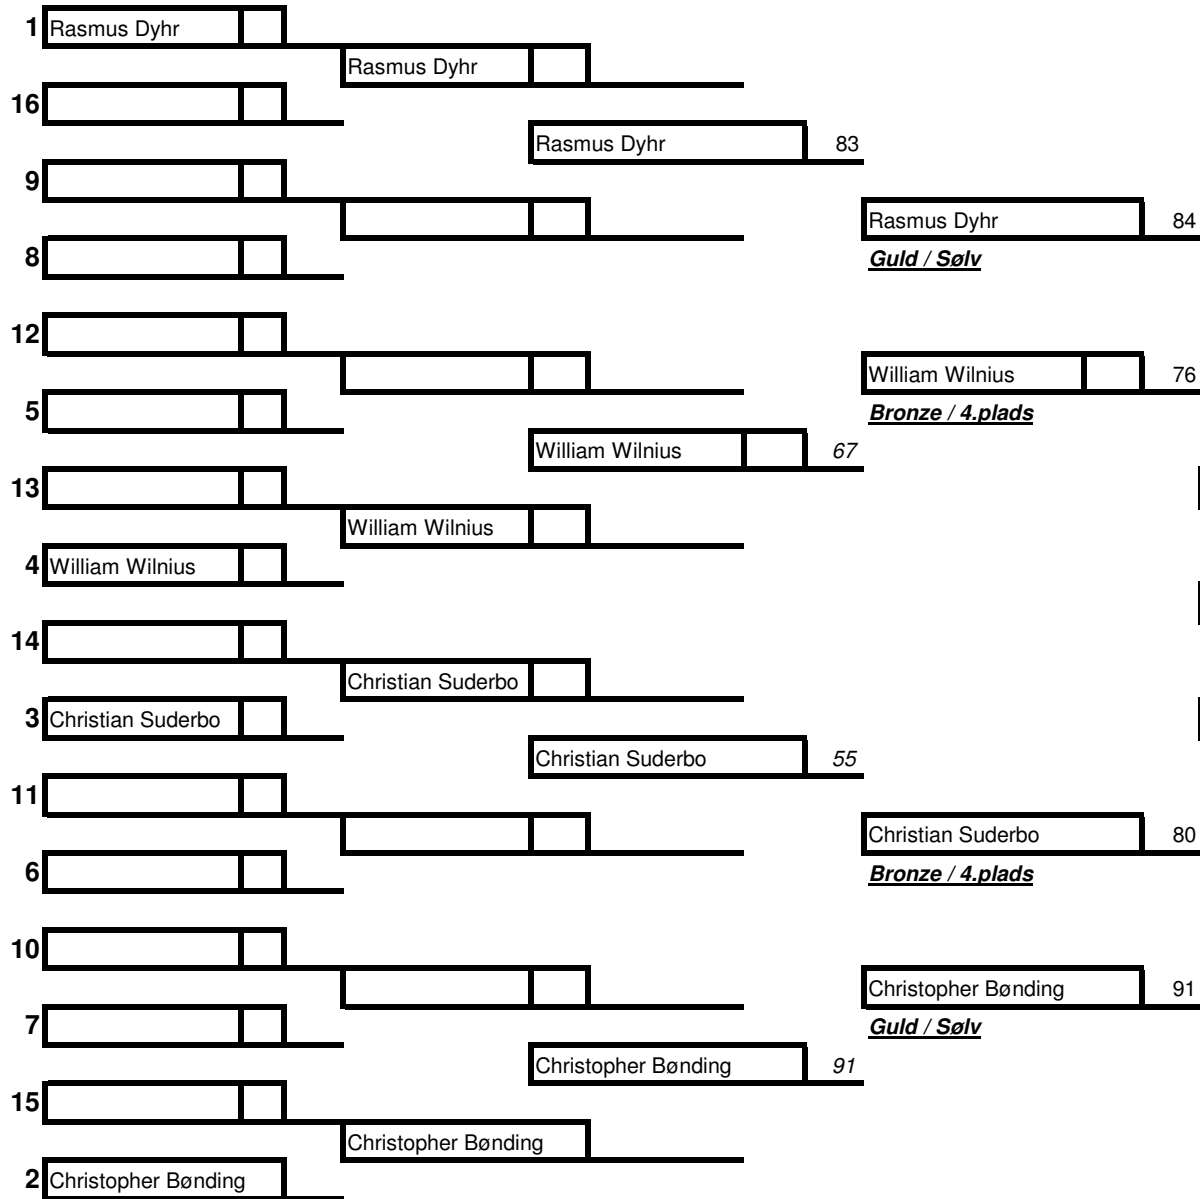 1 Rasmus Dyhr
Rasmus Dyhr
16
Rasmus Dyhr 83
9
Rasmus Dyhr 84
8 Guld / Sølv
12
William Wilnius 76
5 Bronze / 4.plads
William Wilnius 67
13
William Wilnius
4 William Wilnius
14
Christian Suderbo
3 Christian Suderbo
Christian Suderbo 55
11
Christian Suderbo 80
6 Bronze / 4.plads
10
Christopher Bønding 91
7 Guld / Sølv
Christopher Bønding 91
15
Christopher Bønding
2 Christopher Bønding